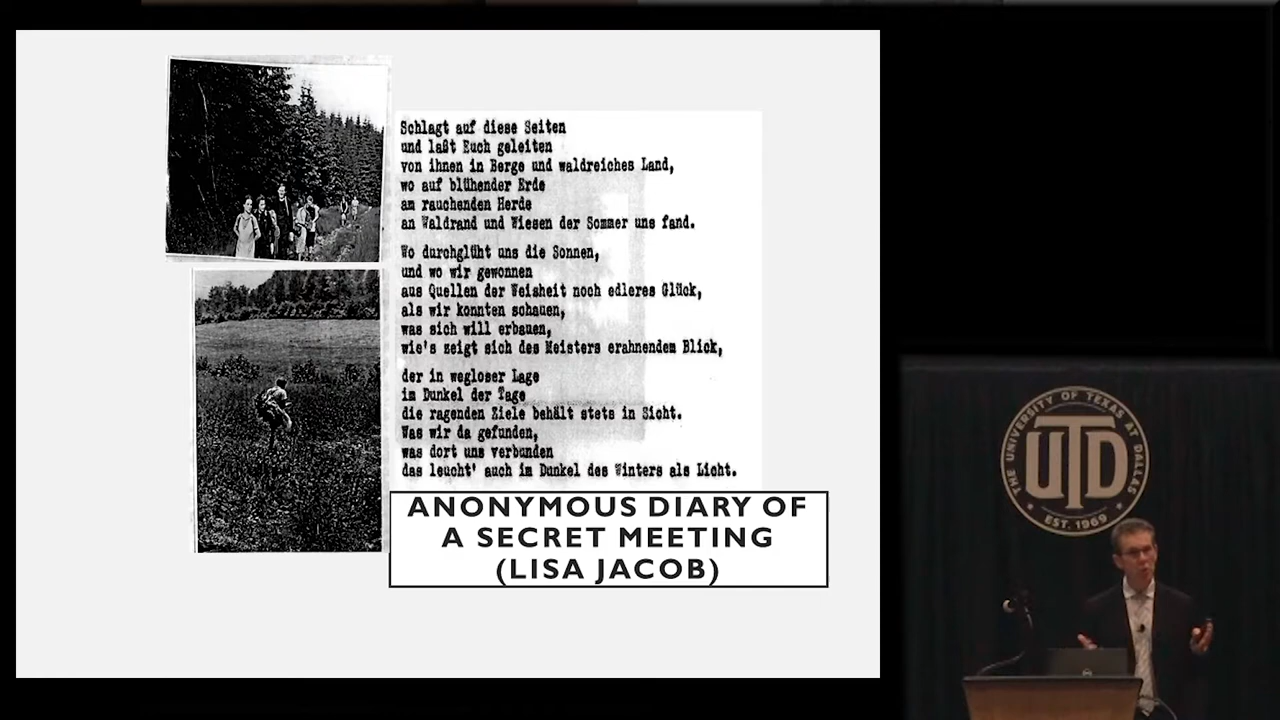 Schlagt auf diese Seiten
und laßt Euch geleiten
von ihnen in Berge und waldreiches Land,
wo auf blühender Erde
am rauchenden Herde
an Waldrand und Wiesen der Sommer uns fand.
Wo durchglüht uns die Sonnen,
und wo wir gewonnen
aus Quellen der Weisheit noch edleres Glück,
als wir konnten schauen,
was sich will erbauen,
wie's zeigt sich des Meisters erahnendem Blick,
der in wegloser Lage
im Dunkel der Tage
die ragenden Ziele behält stets in Sicht.
Was wir da gefunden,
was dort uns verbunden
das leucht' auch im Dunkel des Winters als Licht.
ANONYMOUS DIARY OF
A SECRET MEETING
(LISA JACOB)
THE UNIVERSITY OF TEXAS AT DALLAS
UTD
EST. 1969